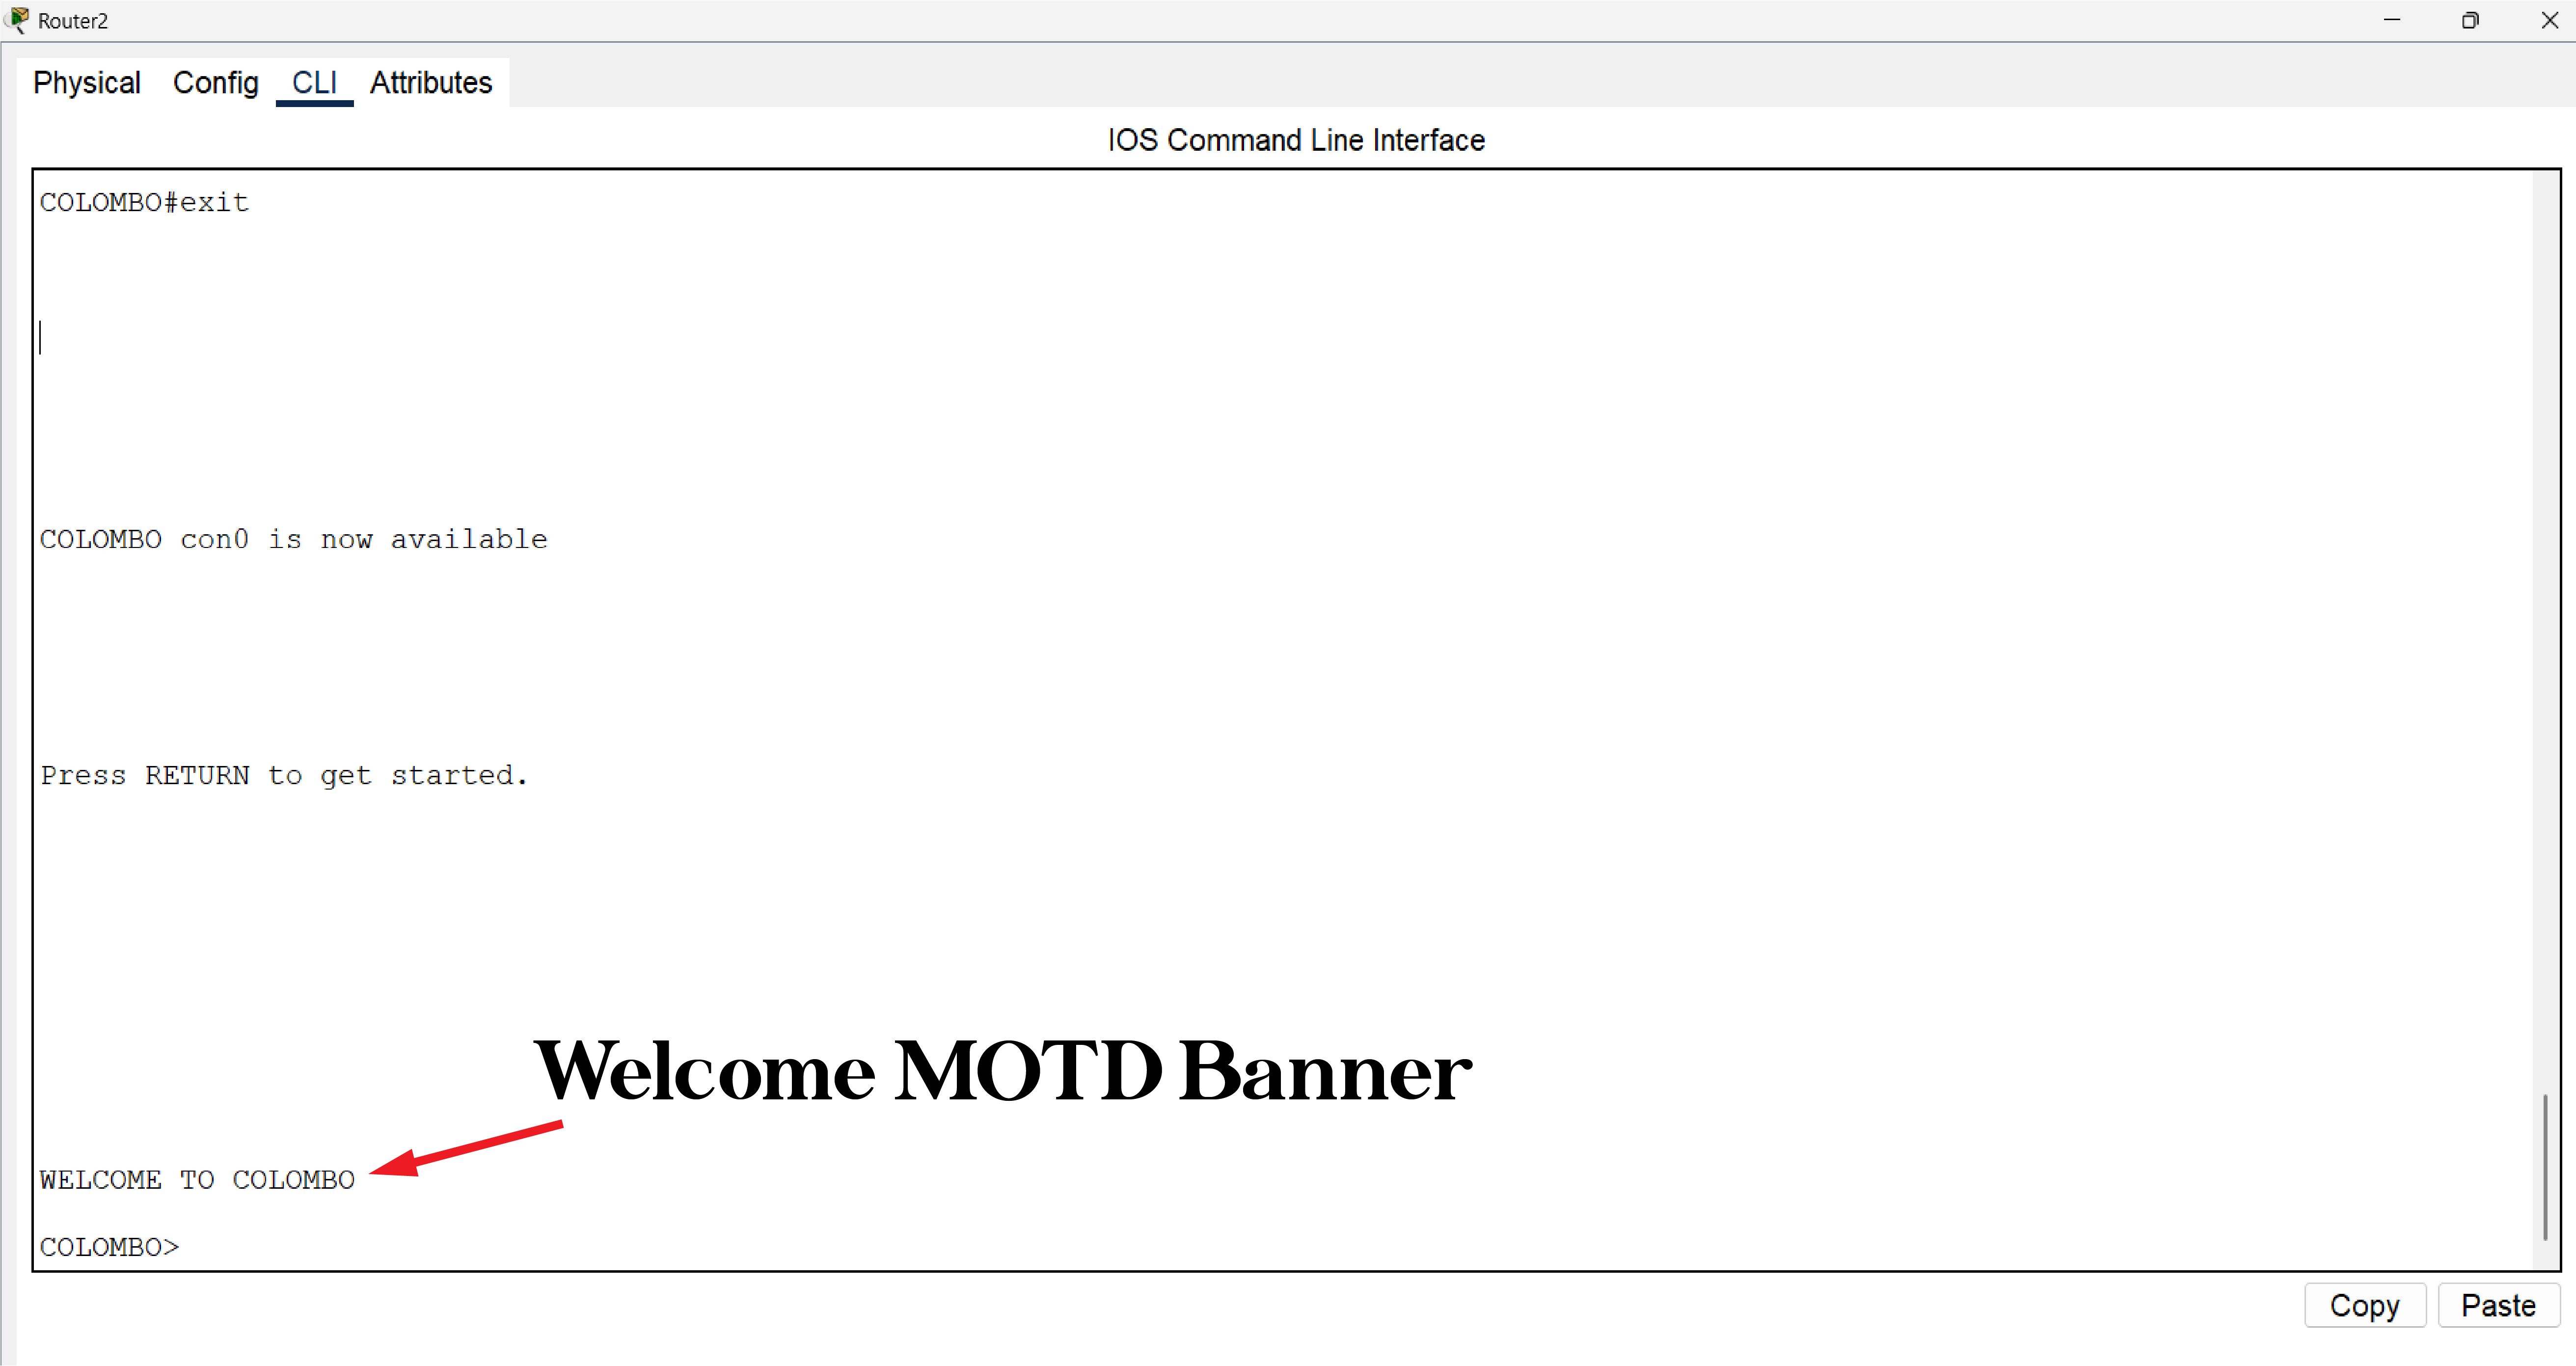 Router2
Physical Config CLI Attributes
IOS Command Line Interface
COLOMBO#exit
COLOMBO con0 is now available
Press RETURN to get started.
Welcome MOTD Banner
WELCOME TO COLOMBO
COLOMBO>
Copy Paste